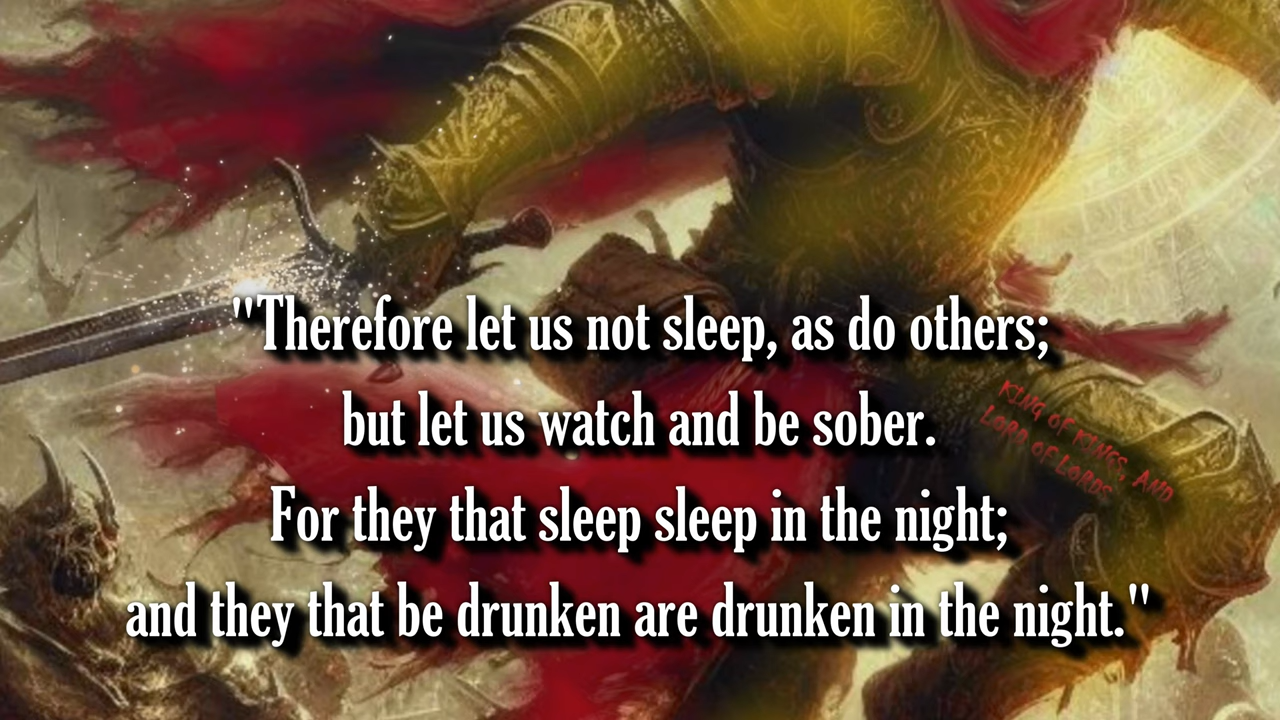 "Therefore let us not sleep, as do others;
but let us watch and be sober.
For they that sleep sleep in the night;
and they that be drunken are drunken in the night."
KING OF KINGS, AND
LORD OF LORDS